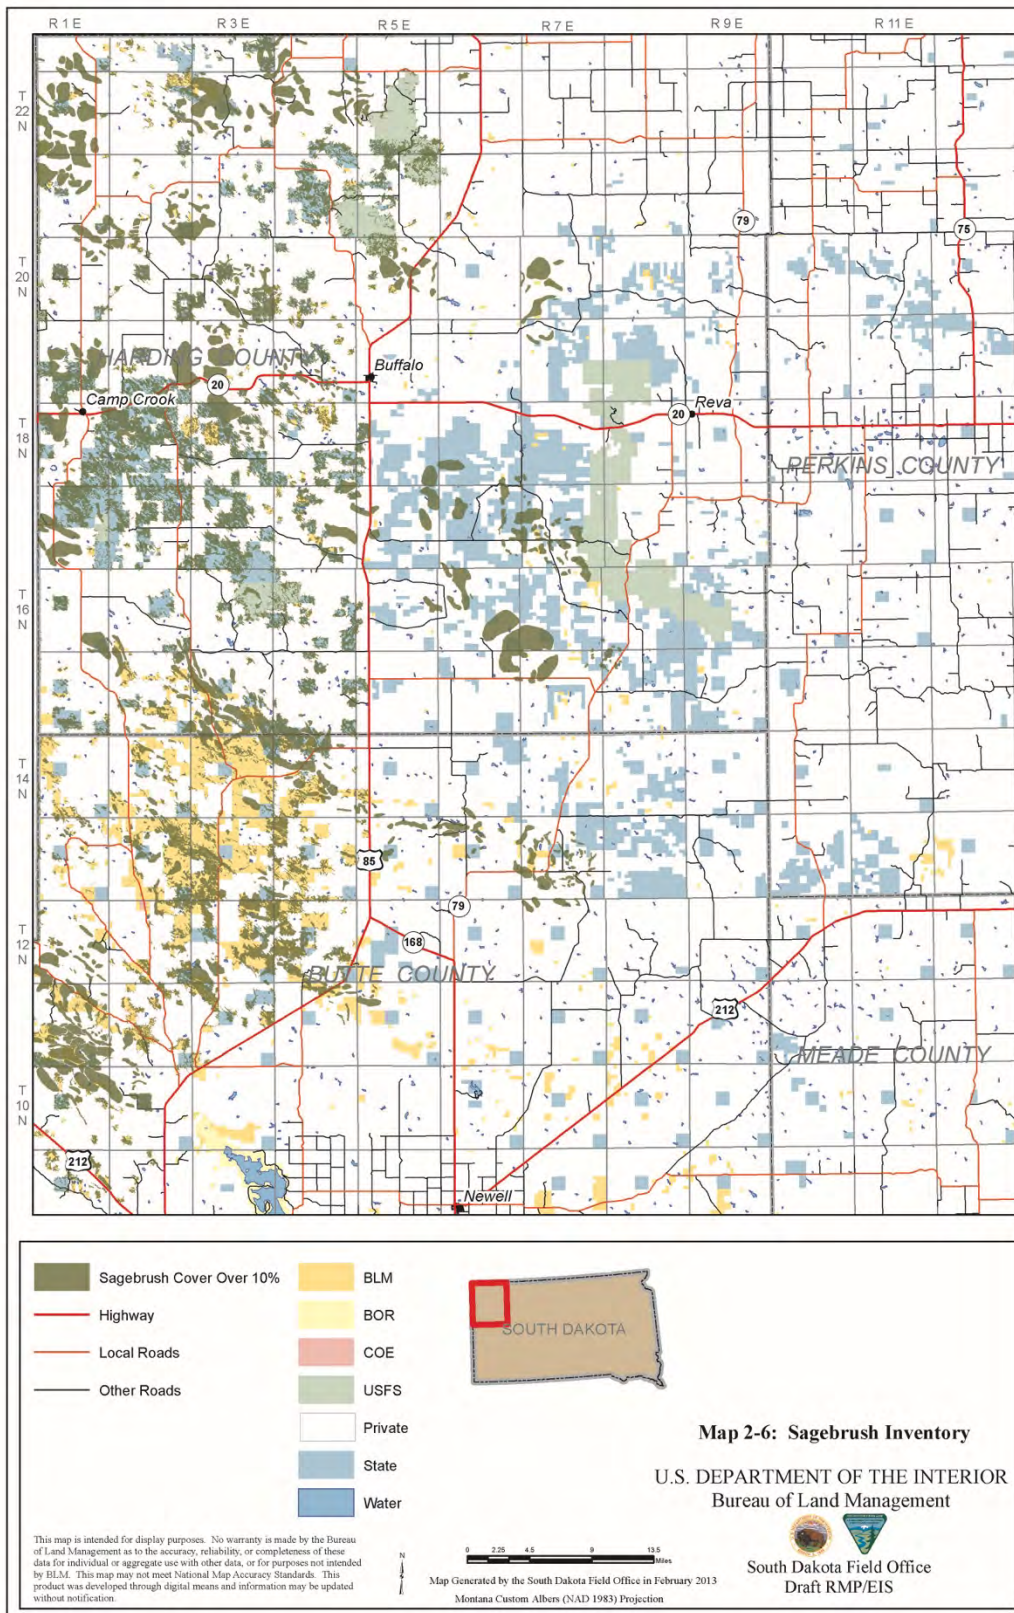 R 1 E R 3 E R 5 E R 7 E R 9 E R 11 E
T
22
N
79
75
T
20
N
HARDING COUNTY
Buffalo
20
Camp Crook
20
Reva
T
18
N
PERKINS COUNTY
T
16
N
T
14
N
85
79
T
12
N
168
BUTTE COUNTY
212
MEADE COUNTY
T
10
N
212
Newell
Sagebrush Cover Over 10%
Highway
Local Roads
Other Roads
BLM
BOR
COE
USFS
Private
State
Water
SOUTH DAKOTA
Map 2-6: Sagebrush Inventory
U.S. DEPARTMENT OF THE INTERIOR
Bureau of Land Management
South Dakota Field Office
Draft RMP/EIS
This map is intended for display purposes. No warranty is made by the Bureau
of Land Management as to the accuracy, reliability, or completeness of these
data for individual or aggregate use with other data, or for purposes not intended
by BLM. This map may not meet National Map Accuracy Standards. This
product was developed through digital means and information may be updated
without notification.
N
0 2.25 4.5 9 13.5
Miles
Map Generated by the South Dakota Field Office in February 2013
Montana Custom Albers (NAD 1983) Projection